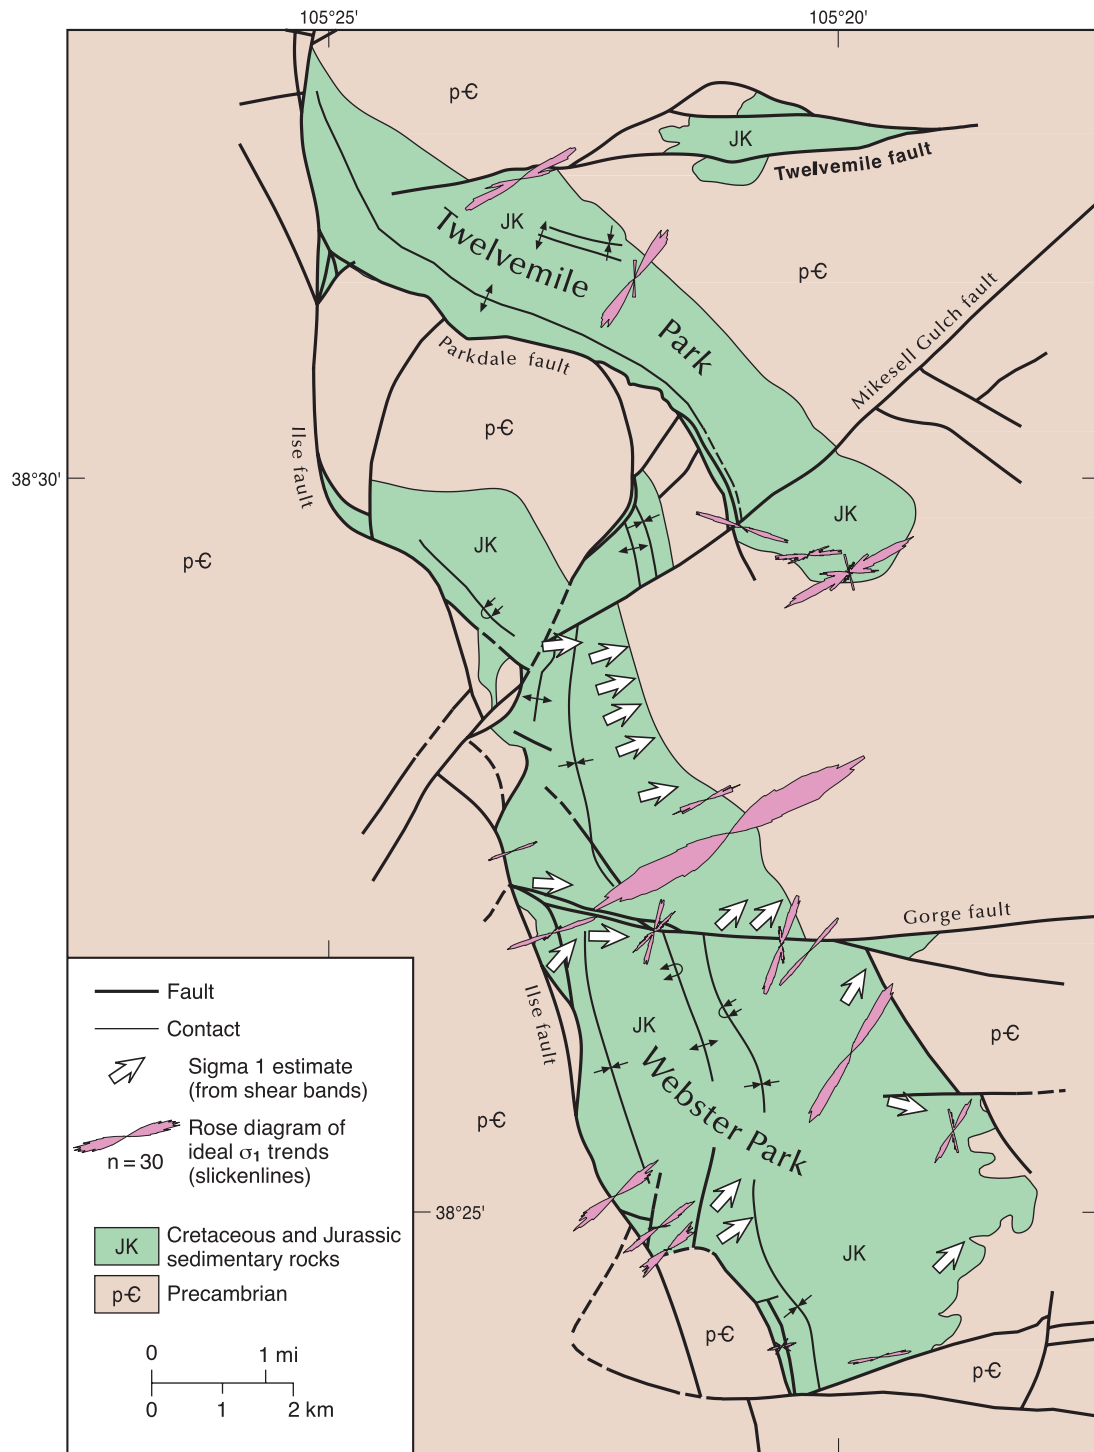 105°25'
105°20'
p-Є
JK
Twelvemile fault
JK
Twelvemile
Park
p-Є
Mikesell Gulch fault
Parkdale fault
p-Є
Ilse fault
38°30'
JK
JK
p-Є
Gorge fault
Ilse fault
JK
p-Є
Webster Park
p-Є
38°25'
JK
p-Є
p-Є
Fault
Contact
Sigma 1 estimate
(from shear bands)
Rose diagram of
ideal σ1 trends
(slickenlines)
n = 30
JK
Cretaceous and Jurassic
sedimentary rocks
p-Є
Precambrian
0 1 mi
0 1 2 km